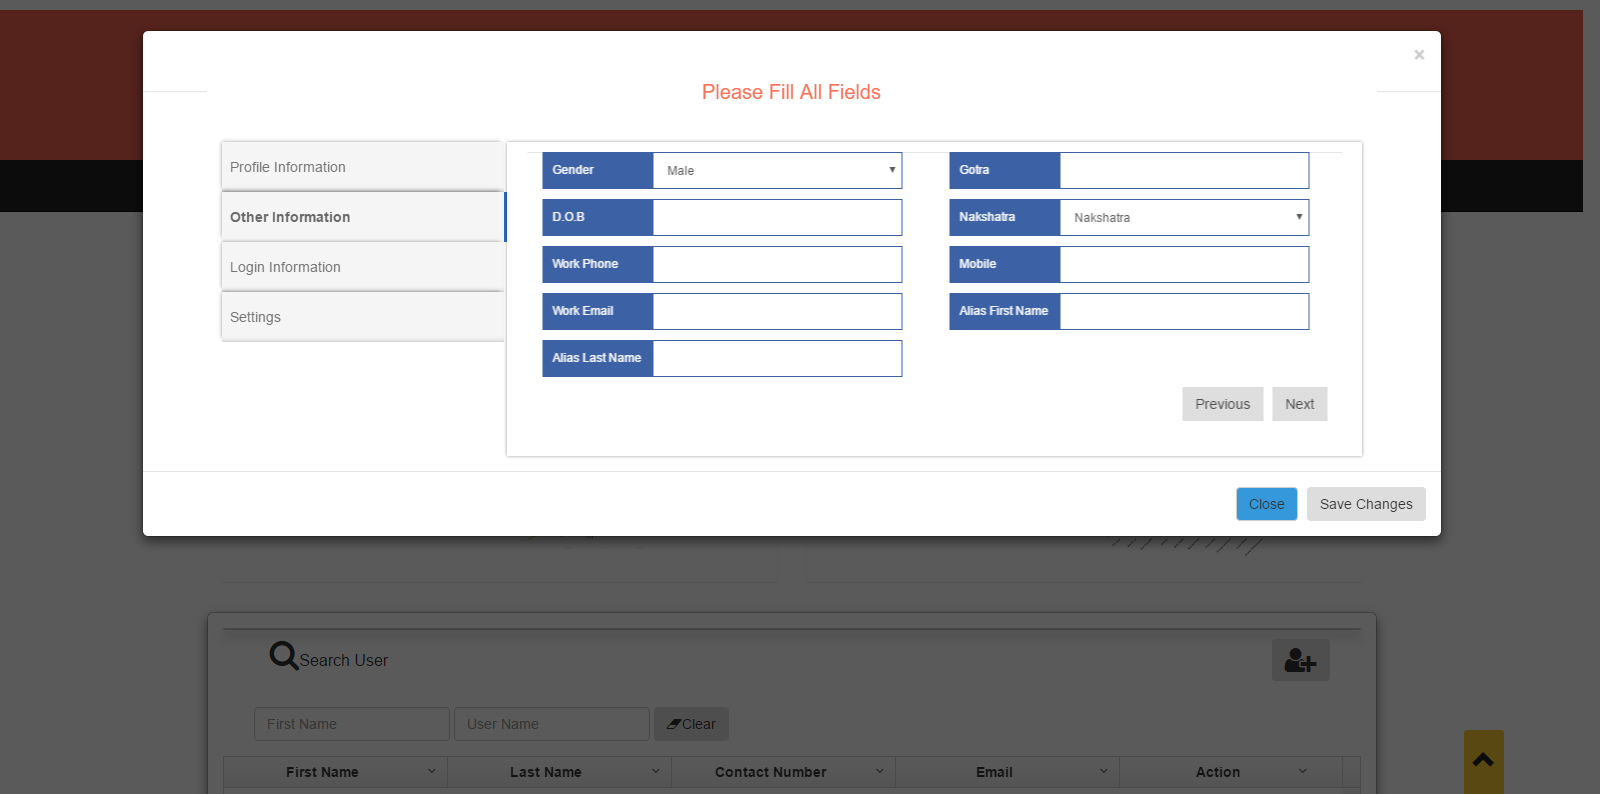 ×
Please Fill All Fields
Profile Information
Other Information
Login Information
Settings
Gender Male Gotra
D.O.B Nakshatra Nakshatra
Work Phone Mobile
Work Email Alias First Name
Alias Last Name
Previous Next
Close Save Changes
Search User
First Name User Name Clear
First Name Last Name Contact Number Email Action